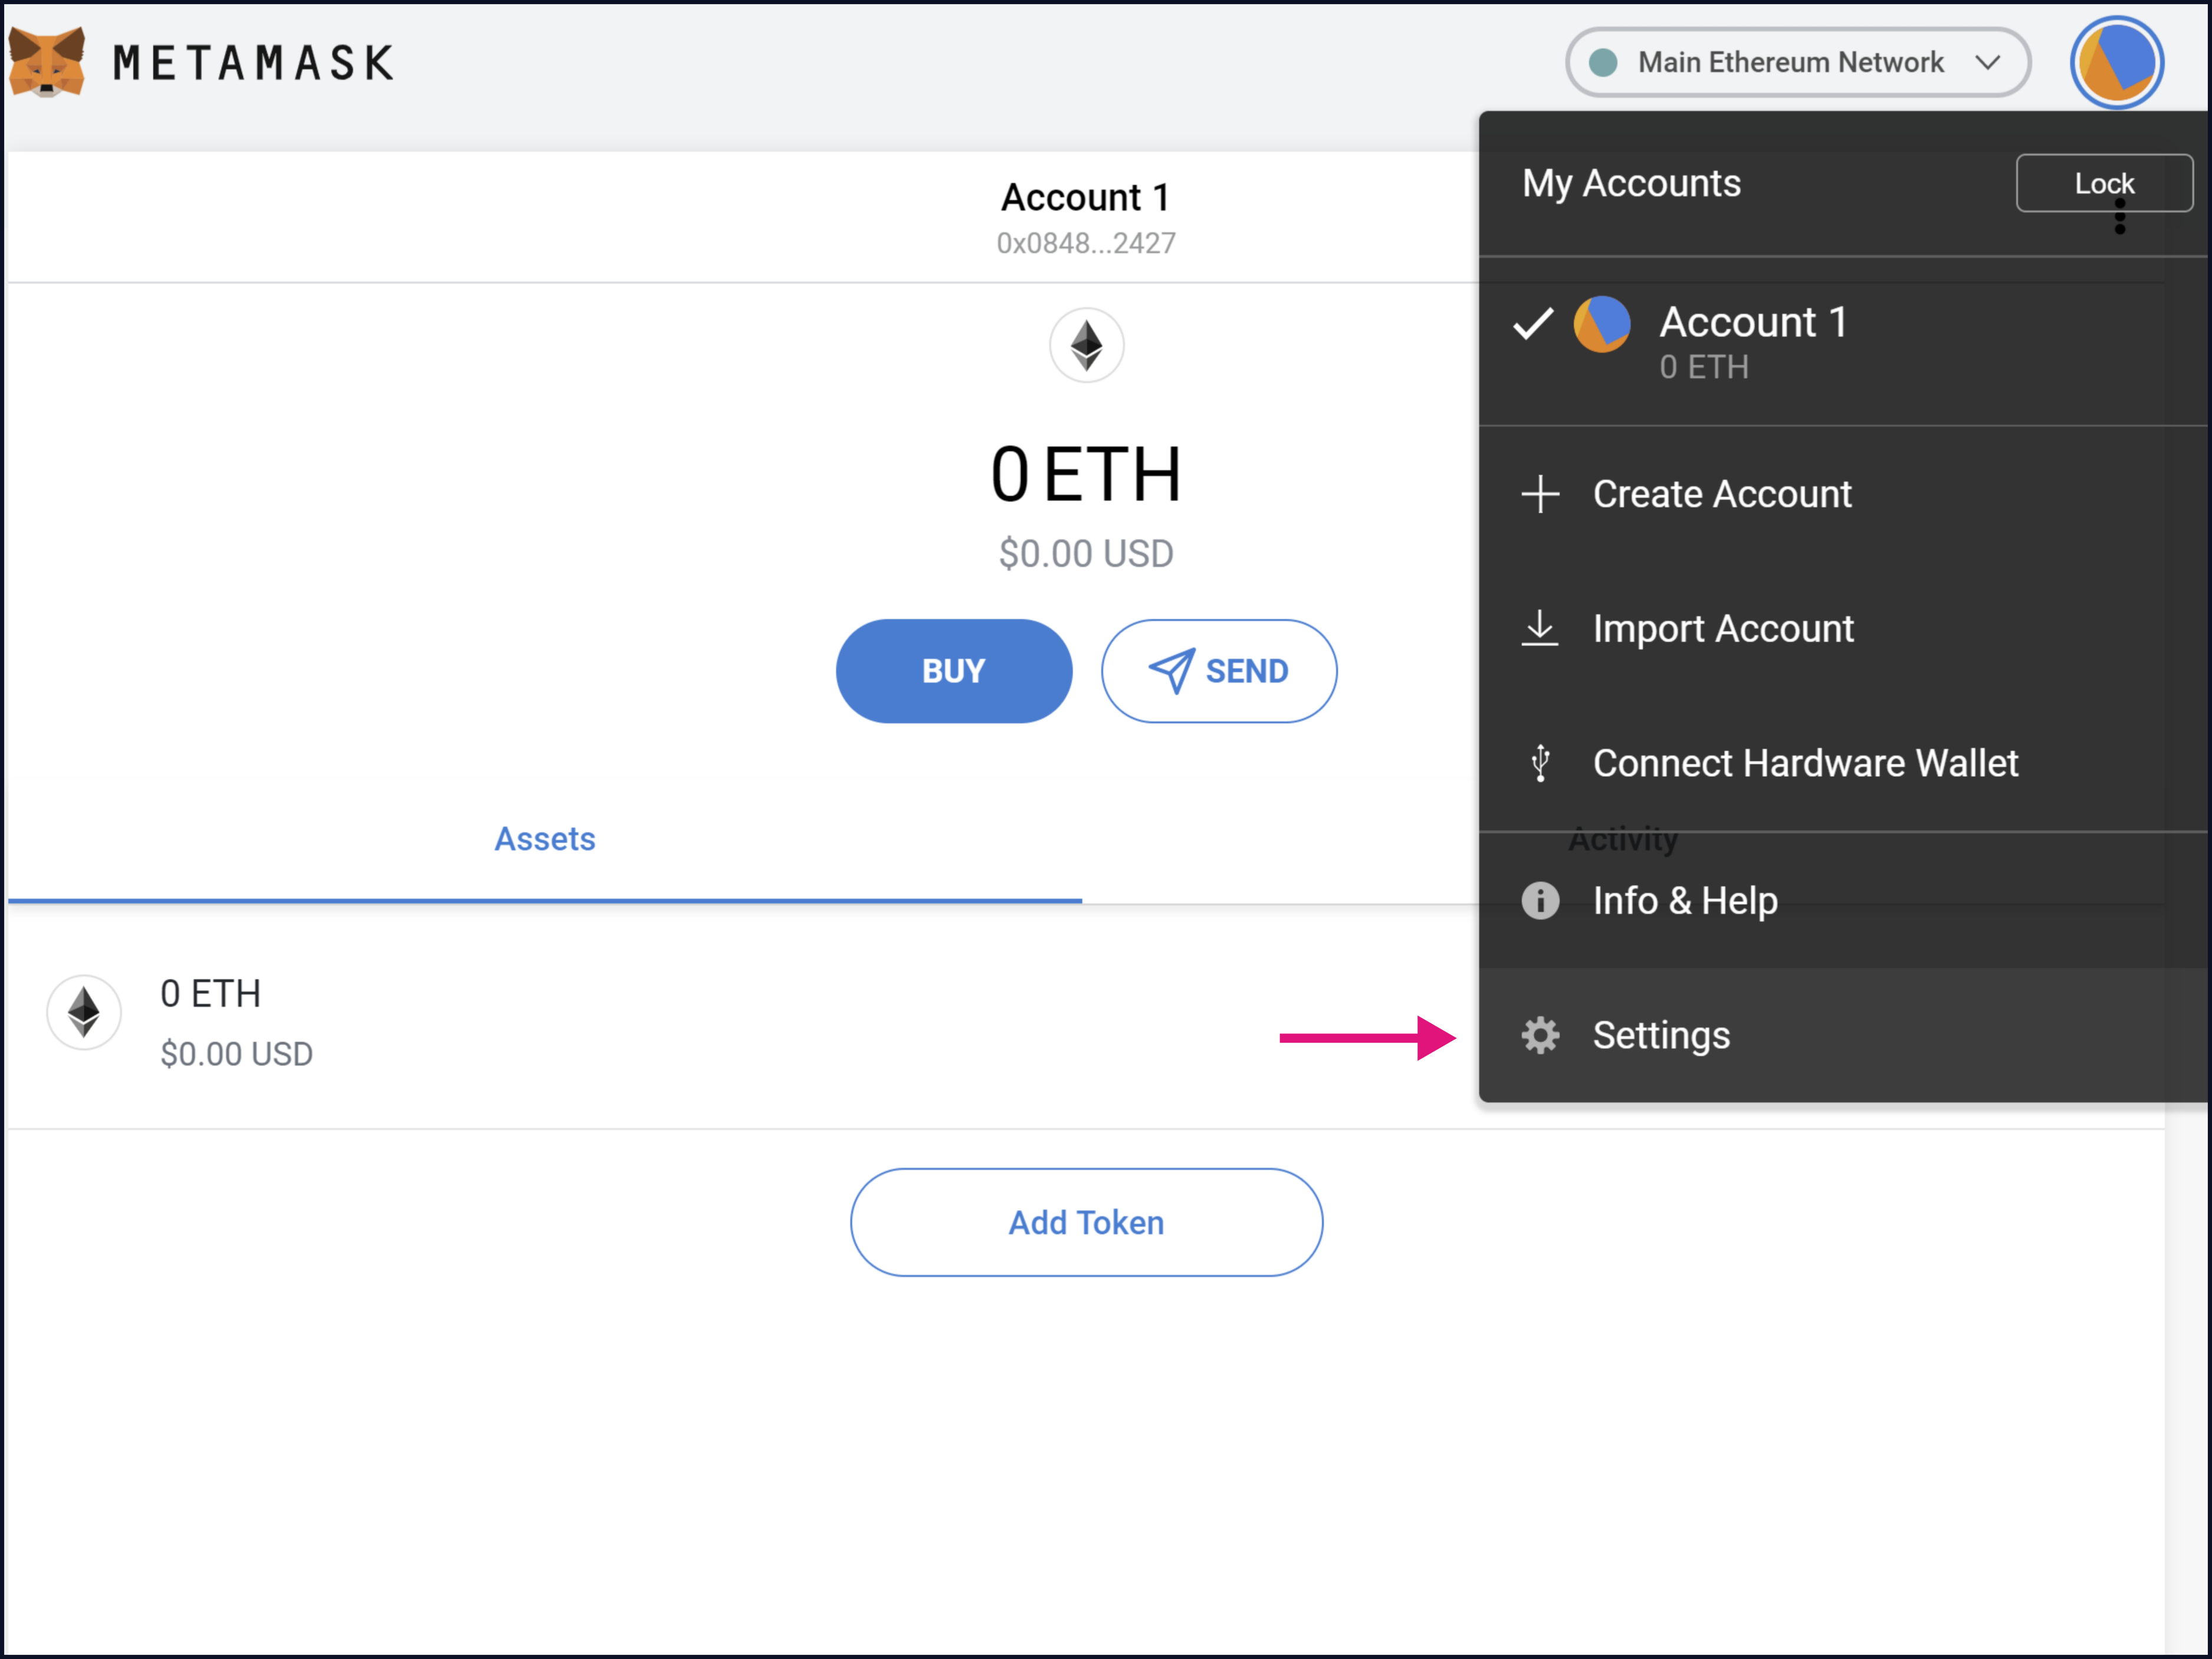 METAMASK
Main Ethereum Network
My Accounts
Lock
Account 1
0x0848...2427
Account 1
0 ETH
0 ETH
$0.00 USD
BUY
SEND
Create Account
Import Account
Connect Hardware Wallet
Assets
Activity
Info & Help
Settings
0 ETH
$0.00 USD
Add Token